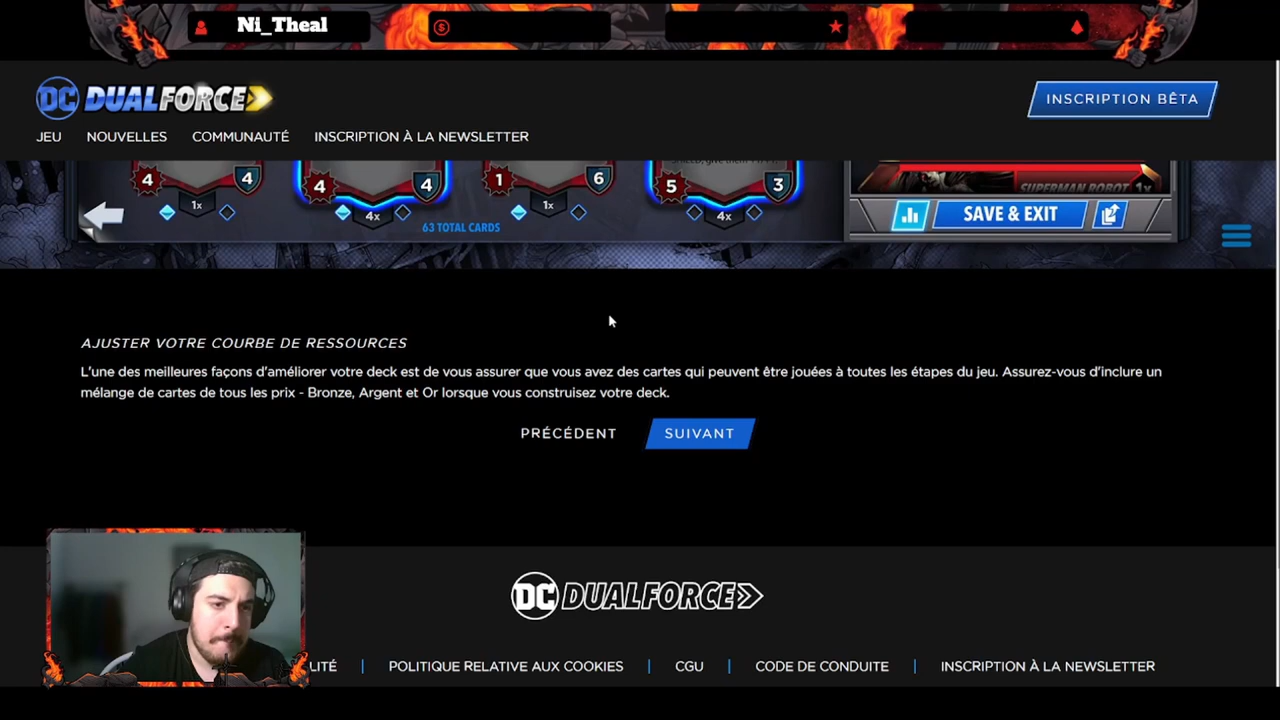 Ni_Theal
DC DUALFORCE
INSCRIPTION BÊTA
JEU NOUVELLES COMMUNAUTÉ INSCRIPTION À LA NEWSLETTER
4 4 4 4 1 6 5 3
SUPERMAN ROBOT 1x
1x 4x 1x 4x
SAVE & EXIT
63 TOTAL CARDS
AJUSTER VOTRE COURBE DE RESSOURCES
L'une des meilleures façons d'améliorer votre deck est de vous assurer que vous avez des cartes qui peuvent être jouées à toutes les étapes du jeu. Assurez-vous d'inclure un
mélange de cartes de tous les prix - Bronze, Argent et Or lorsque vous construisez votre deck.
PRÉCÉDENT SUIVANT
DC DUALFORCE
LITÉ | POLITIQUE RELATIVE AUX COOKIES | CGU | CODE DE CONDUITE | INSCRIPTION À LA NEWSLETTER